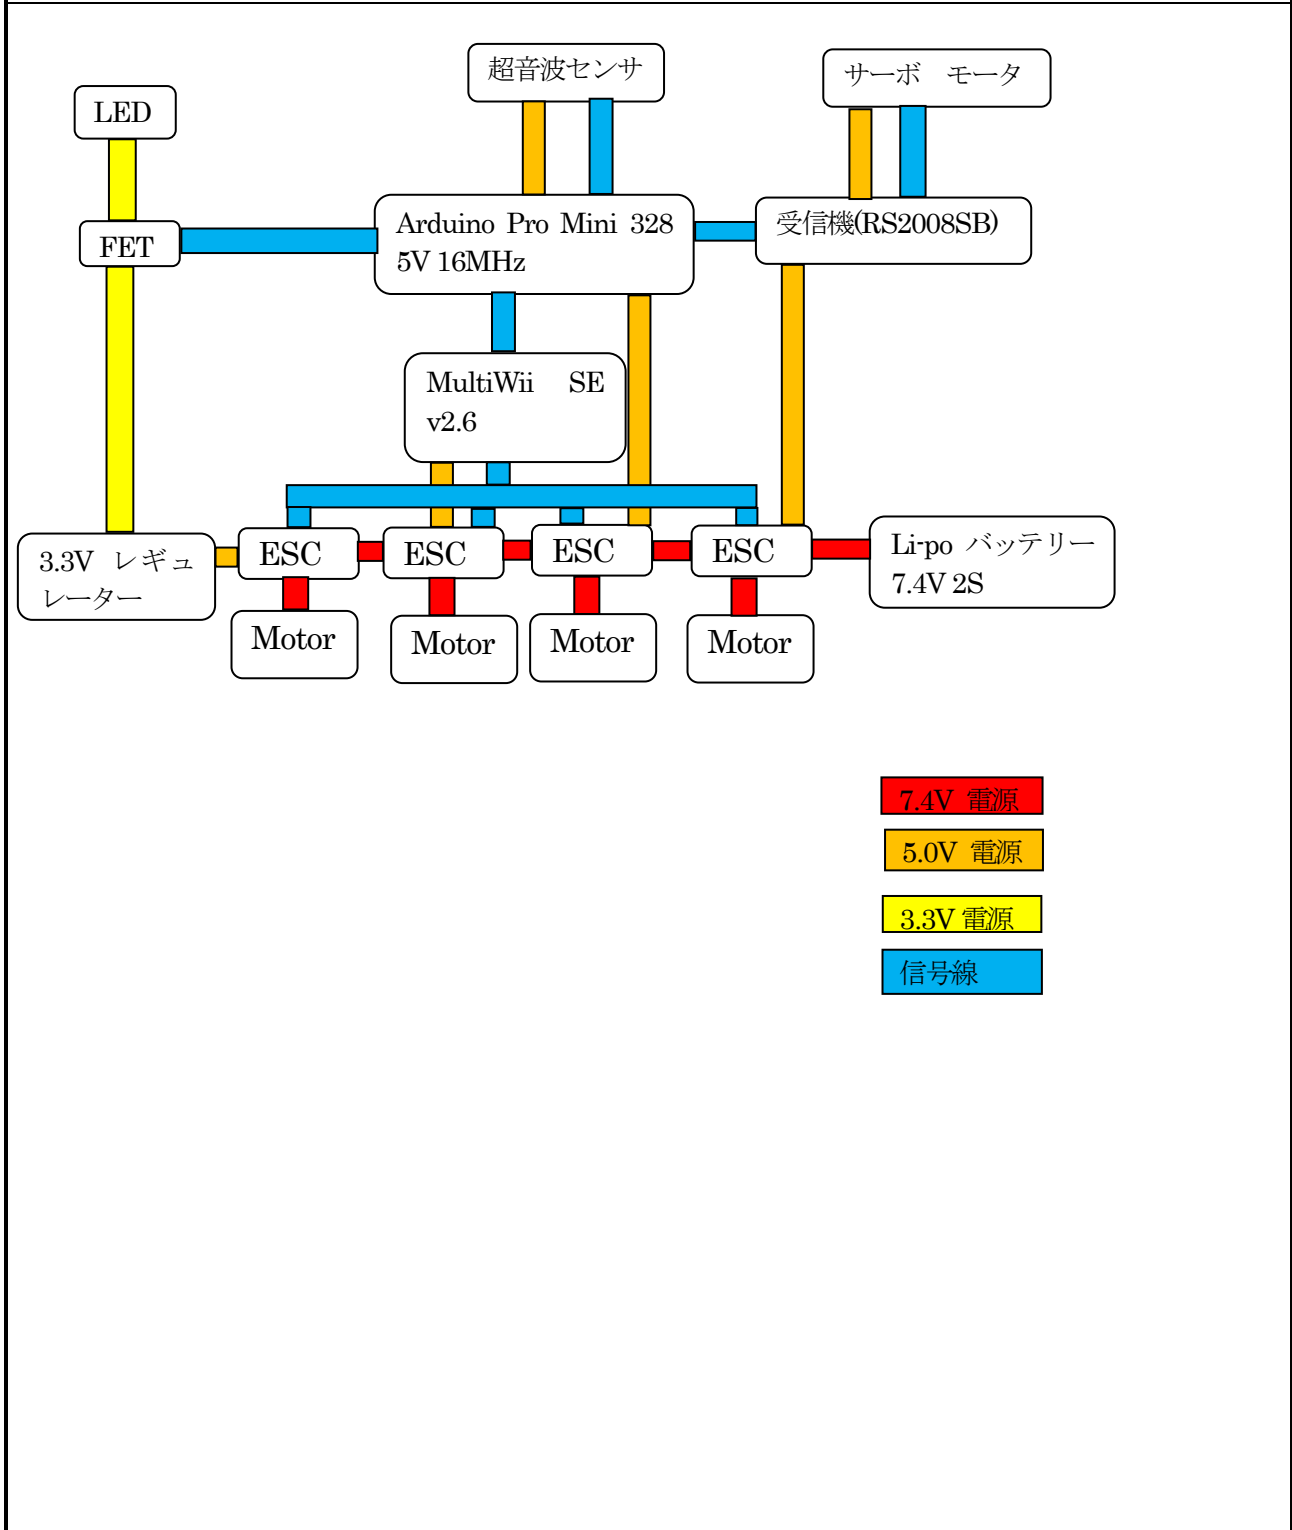 超音波センサ
サーボ モータ
LED
Arduino Pro Mini 328
5V 16MHz
受信機(RS2008SB)
FET
MultiWii SE
v2.6
3.3V レギュ
レーター
ESC
ESC
ESC
ESC
Li-po バッテリー
7.4V 2S
Motor
Motor
Motor
Motor
7.4V 電源
5.0V 電源
3.3V 電源
信号線